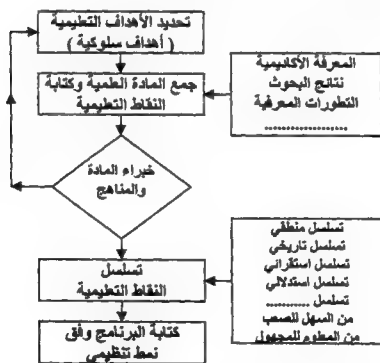 تحديد الأهداف التعليمية
( أهداف سلوكية )
جمع المادة العلمية وكتابة
النقاط التعليمية
المعرفة الأكاديمية
نتائج البحوث
التطورات المعرفية
....................
خبراء المادة
والمناهج
تسلسل
النقاط التعليمية
تسلسل منطقي
تسلسل تاريخي
تسلسل استقرائي
تسلسل استدلالي
تسلسل ............
من السهل للصعب
من المعلوم للمجهول
كتابة البرنامج وفق
نمط تنظيمي